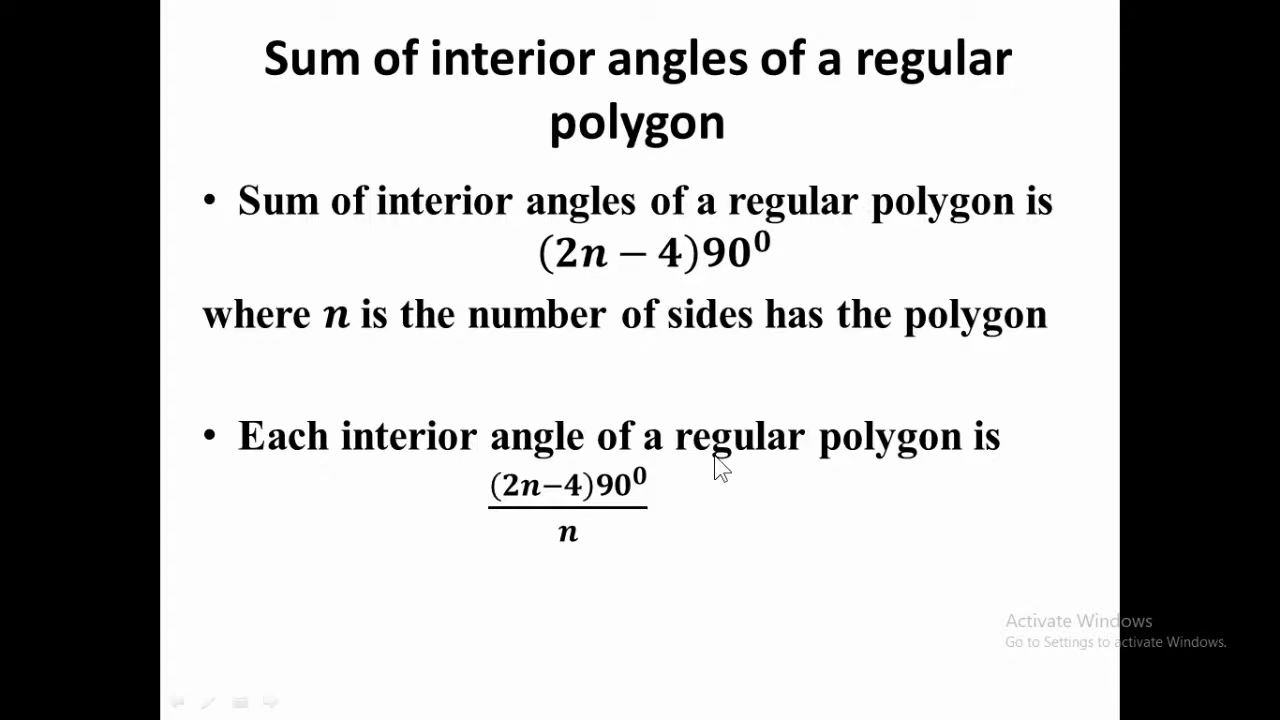 Sum of interior angles of a regular
polygon
• Sum of interior angles of a regular polygon is
(2n − 4)90⁰
where n is the number of sides has the polygon
• Each interior angle of a regular polygon is
(2n−4)90⁰
n
Activate Windows
Go to Settings to activate Windows.